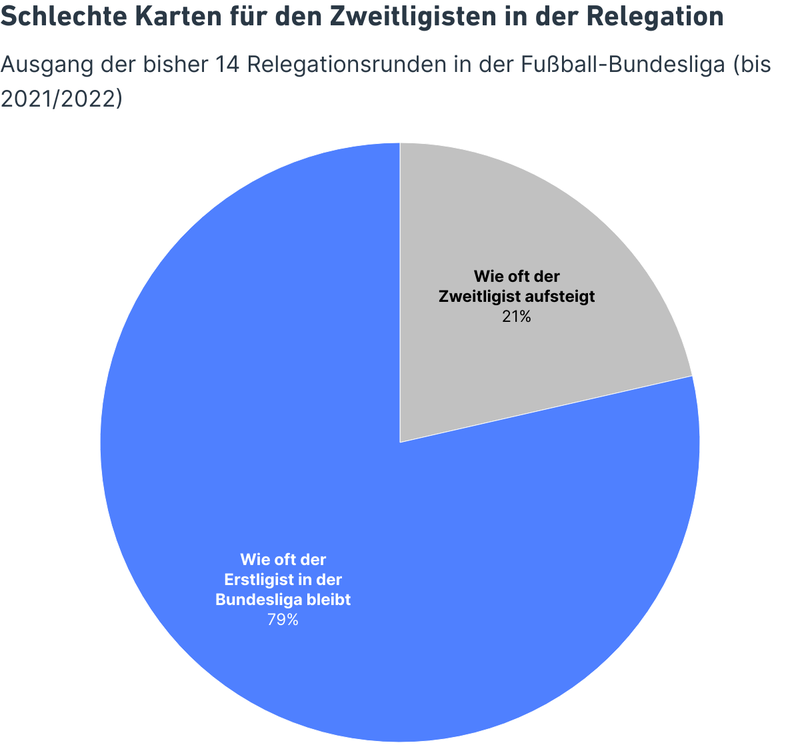 Schlechte Karten für den Zweitligisten in der Relegation
Ausgang der bisher 14 Relegationsrunden in der Fußball-Bundesliga (bis
2021/2022)
Wie oft der
Zweitligist aufsteigt
21%
Wie oft der
Erstligist in der
Bundesliga bleibt
79%